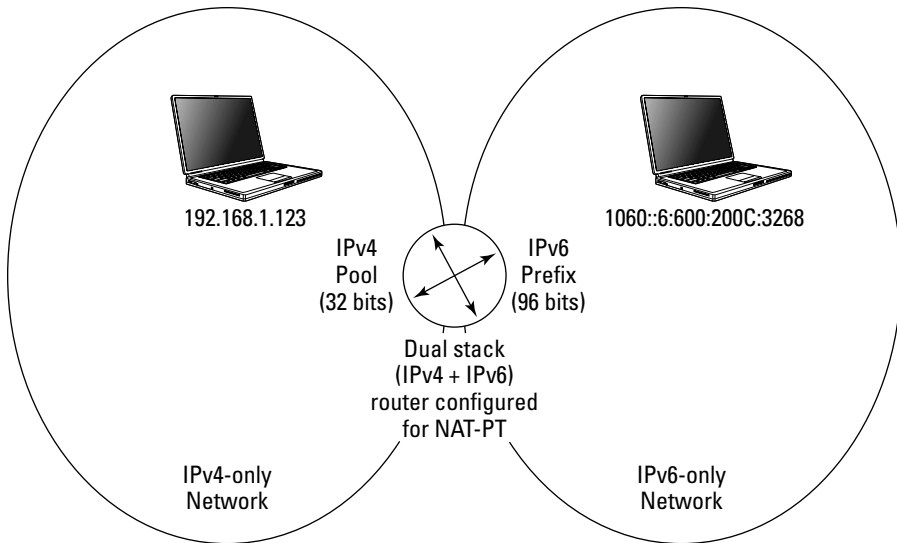 192.168.1.123
1060::6:600:200C:3268
IPv4
Pool
(32 bits)
IPv6
Prefix
(96 bits)
Dual stack
(IPv4 + IPv6)
router configured
for NAT-PT
IPv4-only
Network
IPv6-only
Network